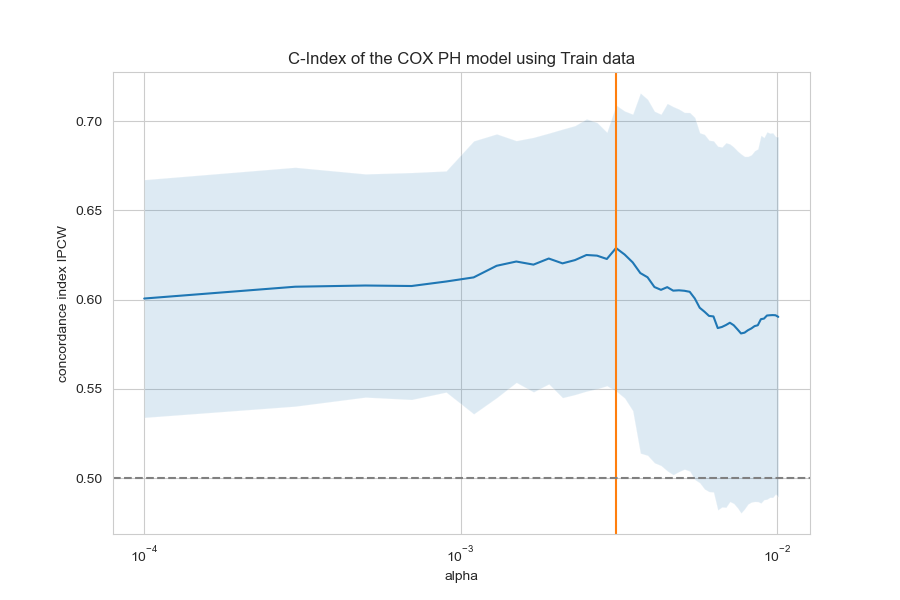 C-Index of the COX PH model using Train data
concordance index IPCW
0.70
0.65
0.60
0.55
0.50
10⁻⁴ 10⁻³ 10⁻²
alpha